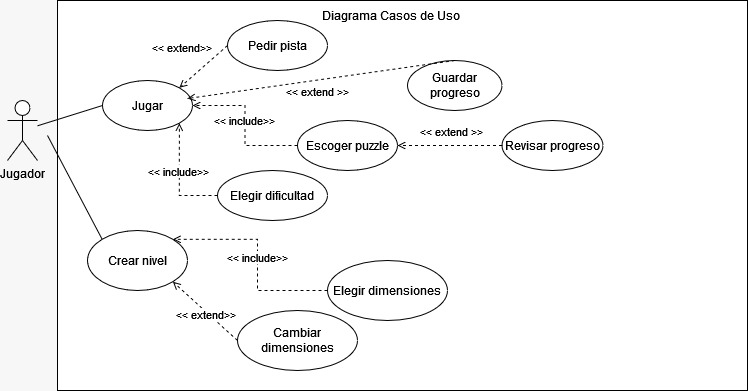 Diagrama Casos de Uso
<< extend>>
Pedir pista
Guardar
progreso
<< extend >>
Jugar
<< include>>
<< extend >>
Escoger puzzle
Revisar progreso
Jugador
<< include>>
Elegir dificultad
Crear nivel
<< include>>
Elegir dimensiones
<< extend>>
Cambiar
dimensiones